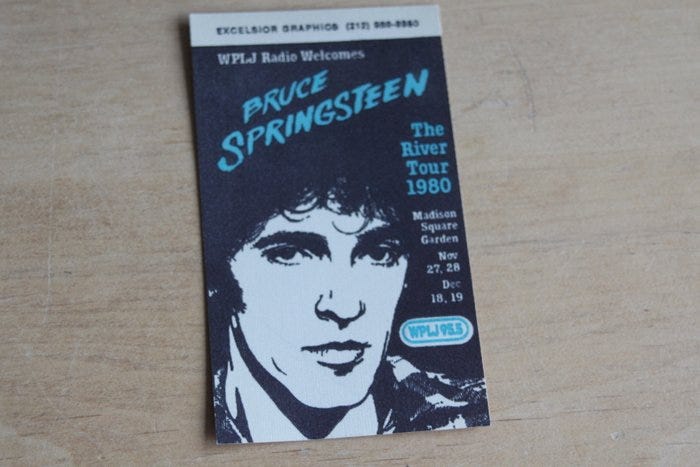 EXCELSIOR GRAPHICS (212)
WPLJ Radio Welcomes
BRUCE
SPRINGSTEEN
The
River
Tour
1980
Madison
Square
Garden
Nov
27, 28
Dec
18, 19
WPLJ 95.5